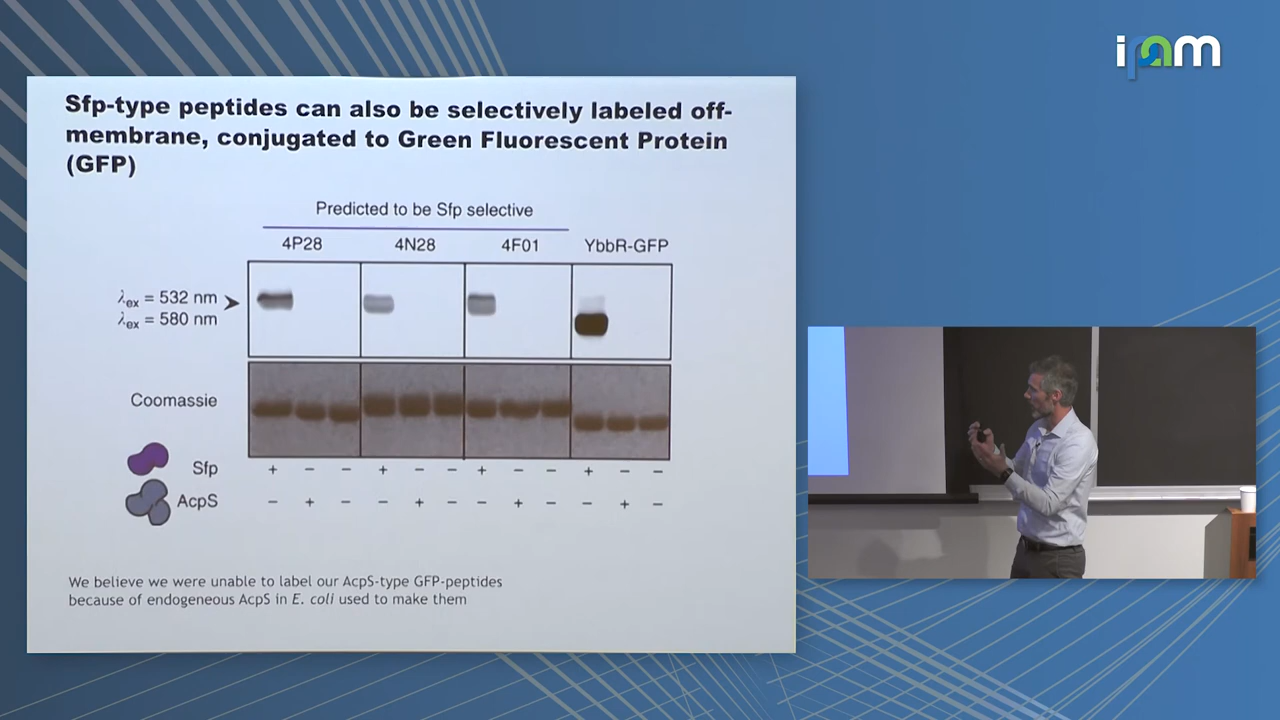 ipam
Sfp-type peptides can also be selectively labeled off-
membrane, conjugated to Green Fluorescent Protein
(GFP)
Predicted to be Sfp selective
4P28 4N28 4F01 YbbR-GFP
λex = 532 nm
λex = 580 nm
Coomassie
Sfp + − − + − − + − − + − −
AcpS − + − − + − − + − − + −
We believe we were unable to label our AcpS-type GFP-peptides
because of endogeneous AcpS in E. coli used to make them